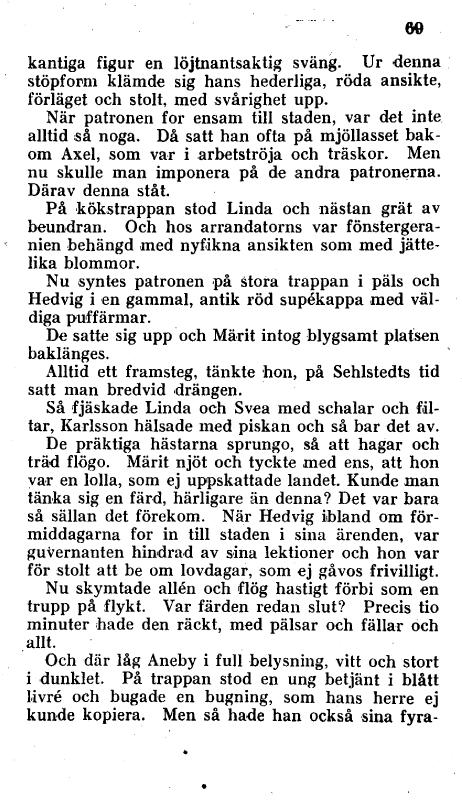 69
kantiga figur en löjtnantsaktig sväng. Ur denna
stöpform klämde sig hans hederliga, röda ansikte,
förläget och stolt, med svårighet upp.
När patronen for ensam till staden, var det inte
alltid så noga. Då satt han ofta på mjöllasset bak-
om Axel, som var i arbetströja och träskor. Men
nu skulle man imponera på de andra patronerna.
Därav denna ståt.
På kökstrappan stod Linda och nästan grät av
beundran. Och hos arrandatorns var fönstergera-
nien behängd med nyfikna ansikten som med jätte-
lika blommor.
Nu syntes patronen på stora trappan i päls och
Hedvig i en gammal, antik röd supékappa med väl-
diga puffärmar.
De satte sig upp och Märit intog blygsamt platsen
baklänges.
Alltid ett framsteg, tänkte hon, på Sehlstedts tid
satt man bredvid drängen.
Så fjäskade Linda och Svea med schalar och fil-
tar, Karlsson hälsade med piskan och så bar det av.
De präktiga hästarna sprungo, så att hagar och
träd flögo. Märit njöt och tyckte med ens, att hon
var en lolla, som ej uppskattade landet. Kunde man
tänka sig en färd, härligare än denna? Det var bara
så sällan det förekom. När Hedvig ibland om för-
middagarna for in till staden i sina ärenden, var
guvernanten hindrad av sina lektioner och hon var
för stolt att be om lovdagar, som ej gåvos frivilligt.
Nu skymtade allén och flög hastigt förbi som en
trupp på flykt. Var färden redan slut? Precis tio
minuter hade den räckt, med pälsar och fällar och
allt.
Och där låg Aneby i full belysning, vitt och stort
i dunklet. På trappan stod en ung betjänt i blått
livré och bugade en bugning, som hans herre ej
kunde kopiera. Men så hade han också sina fyra-